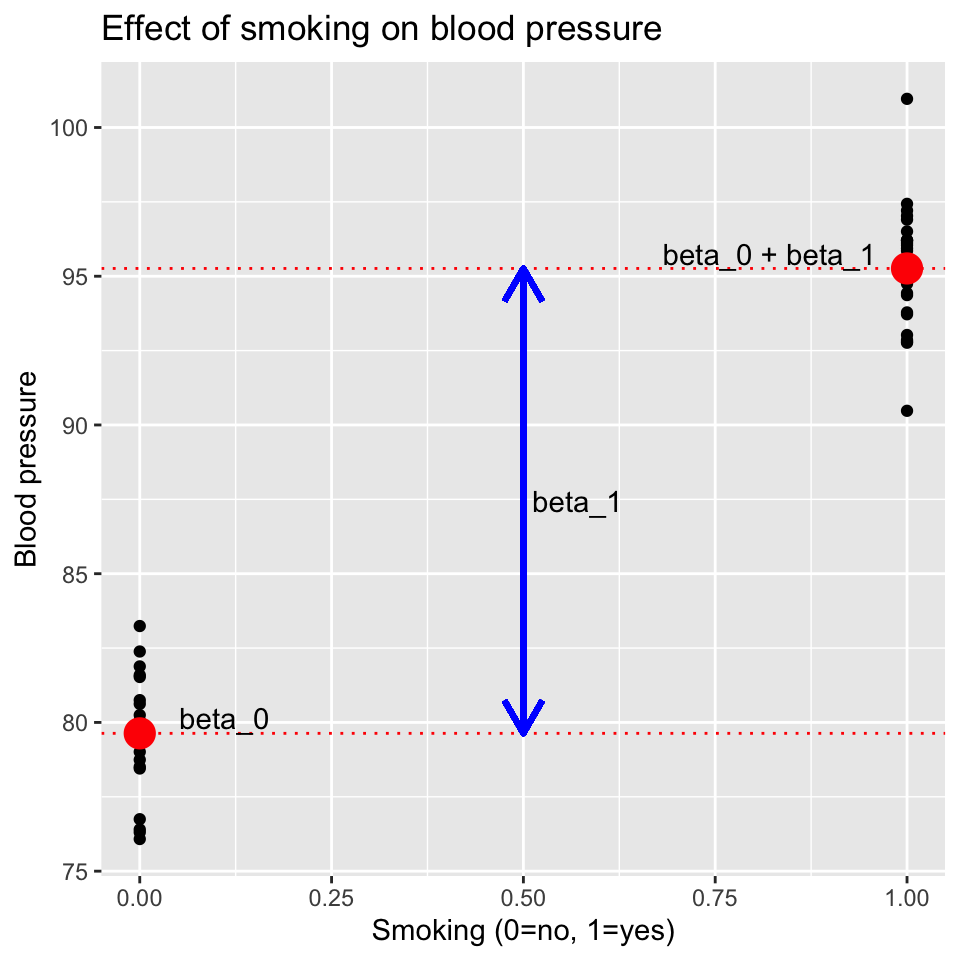 Effect of smoking on blood pressure
100
95
90
85
80
75
Blood pressure
beta_0 + beta_1
beta_1
beta_0
0.00
0.25
0.50
0.75
1.00
Smoking (0=no, 1=yes)